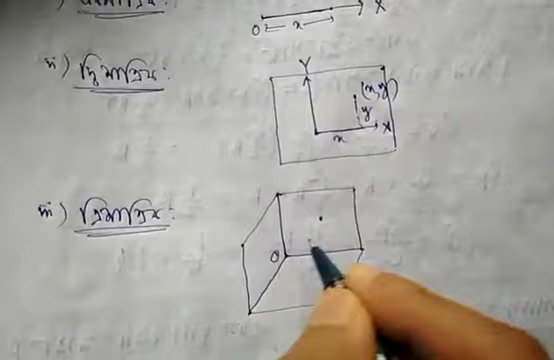 O x X
ii) দ্বিমাত্রিক:
Y
(x,y)
y
x X
iii) ত্রিমাত্রিক:
O